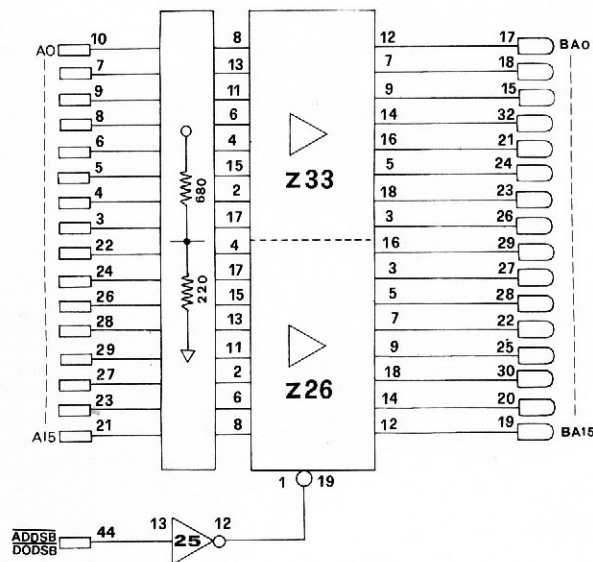 A0 10 8 12 17 BA0
7 13 7 18
9 11 9 15
8 6 14 32
6 4 16 21
5 15 5 24
4 2 18 23
3 17 3 26
680
Z33
22 4 16 29
24 17 3 27
26 15 5 28
28 13 7 22
29 11 9 25
27 2 18 30
23 6 14 20
A15 21 8 12 19 BA15
220
Z26
1 19
ADDSB
DODSB
44 13 25 12